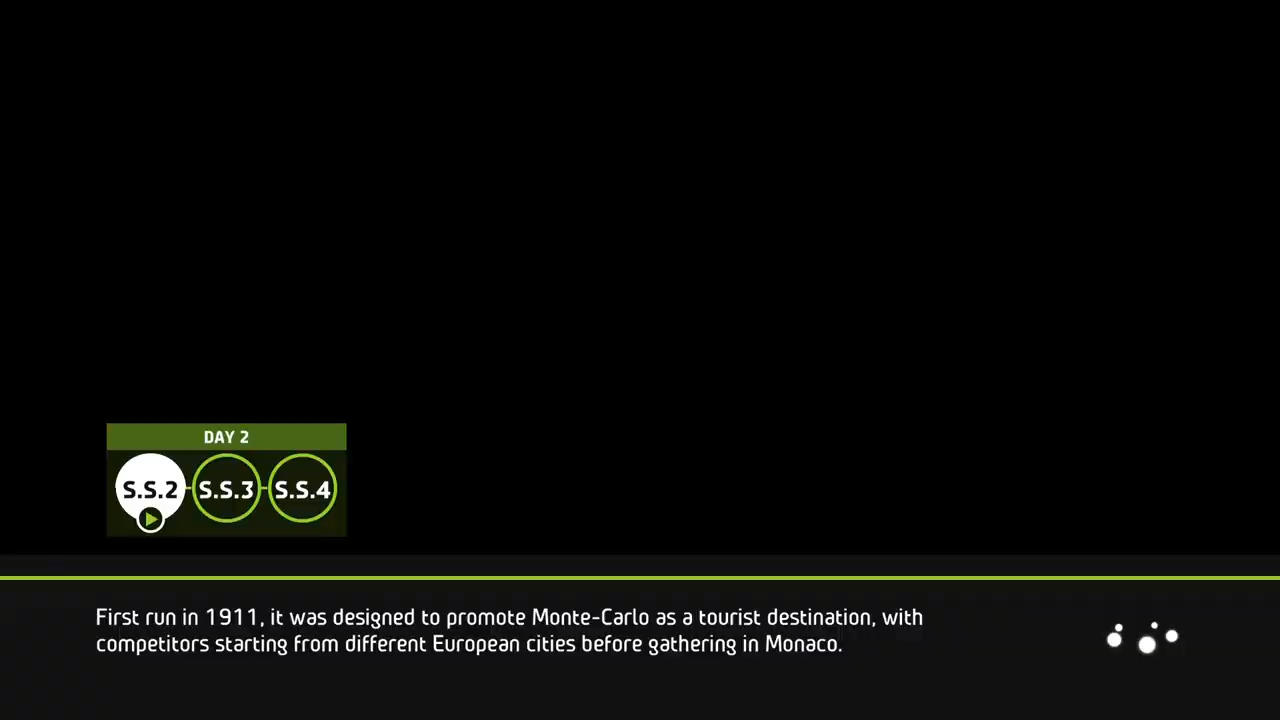 DAY 2
S.S.2 S.S.3 S.S.4
First run in 1911, it was designed to promote Monte-Carlo as a tourist destination, with
competitors starting from different European cities before gathering in Monaco.